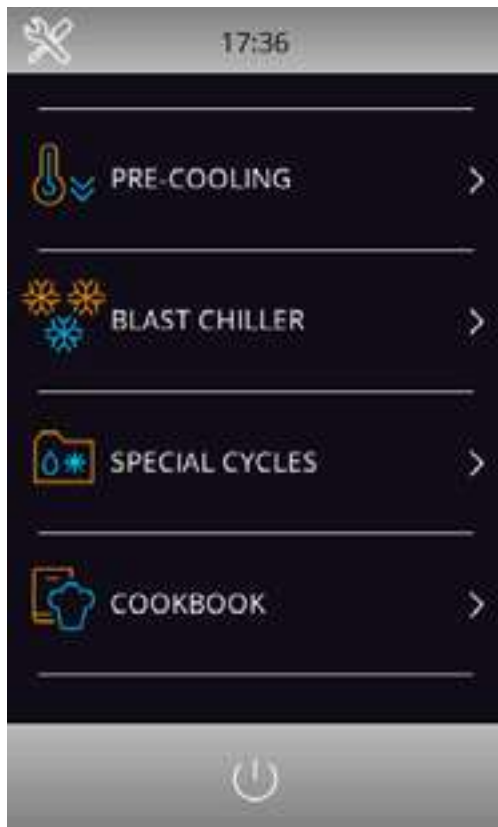 17:36
PRE-COOLING
BLAST CHILLER
SPECIAL CYCLES
COOKBOOK